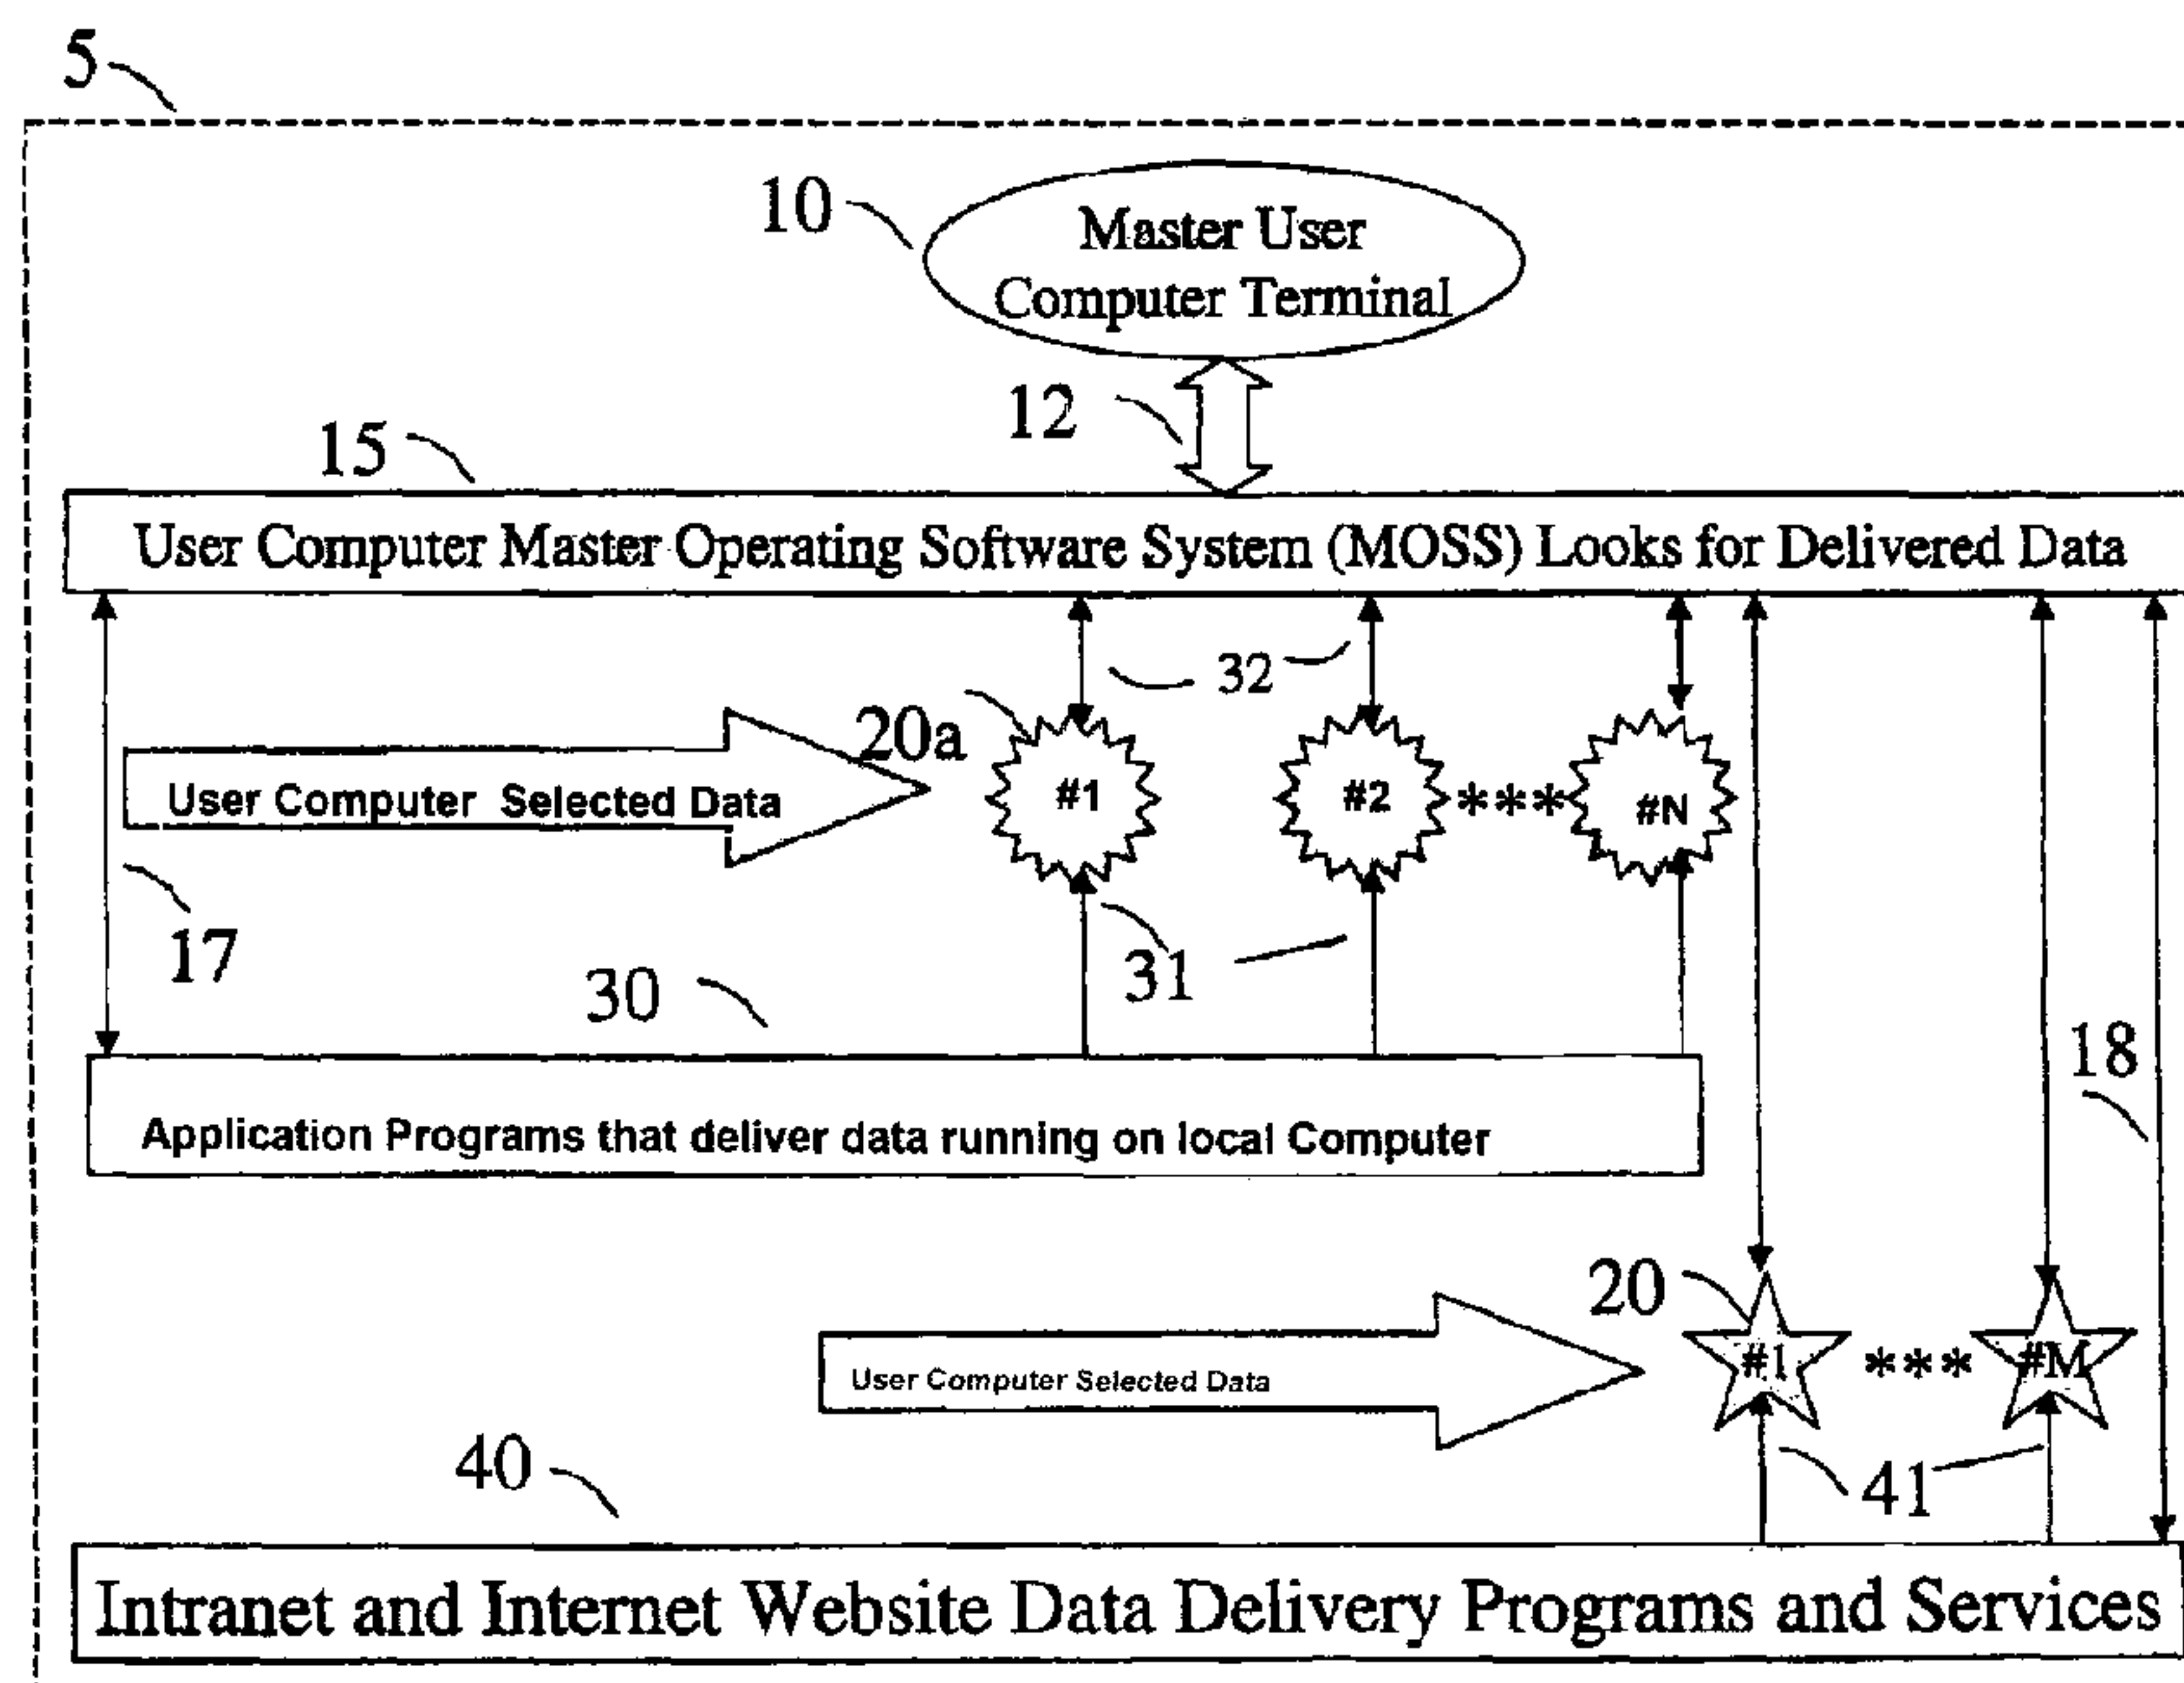 5
10
Master User
Computer Terminal
12
15
User Computer Master Operating Software System (MOSS) Looks for Delivered Data
32
20a
User Computer Selected Data
#1
#2
***
#N
17
31
30
18
Application Programs that deliver data running on local Computer
20
User Computer Selected Data
#1
***
#M
40
41
Intranet and Internet Website Data Delivery Programs and Services